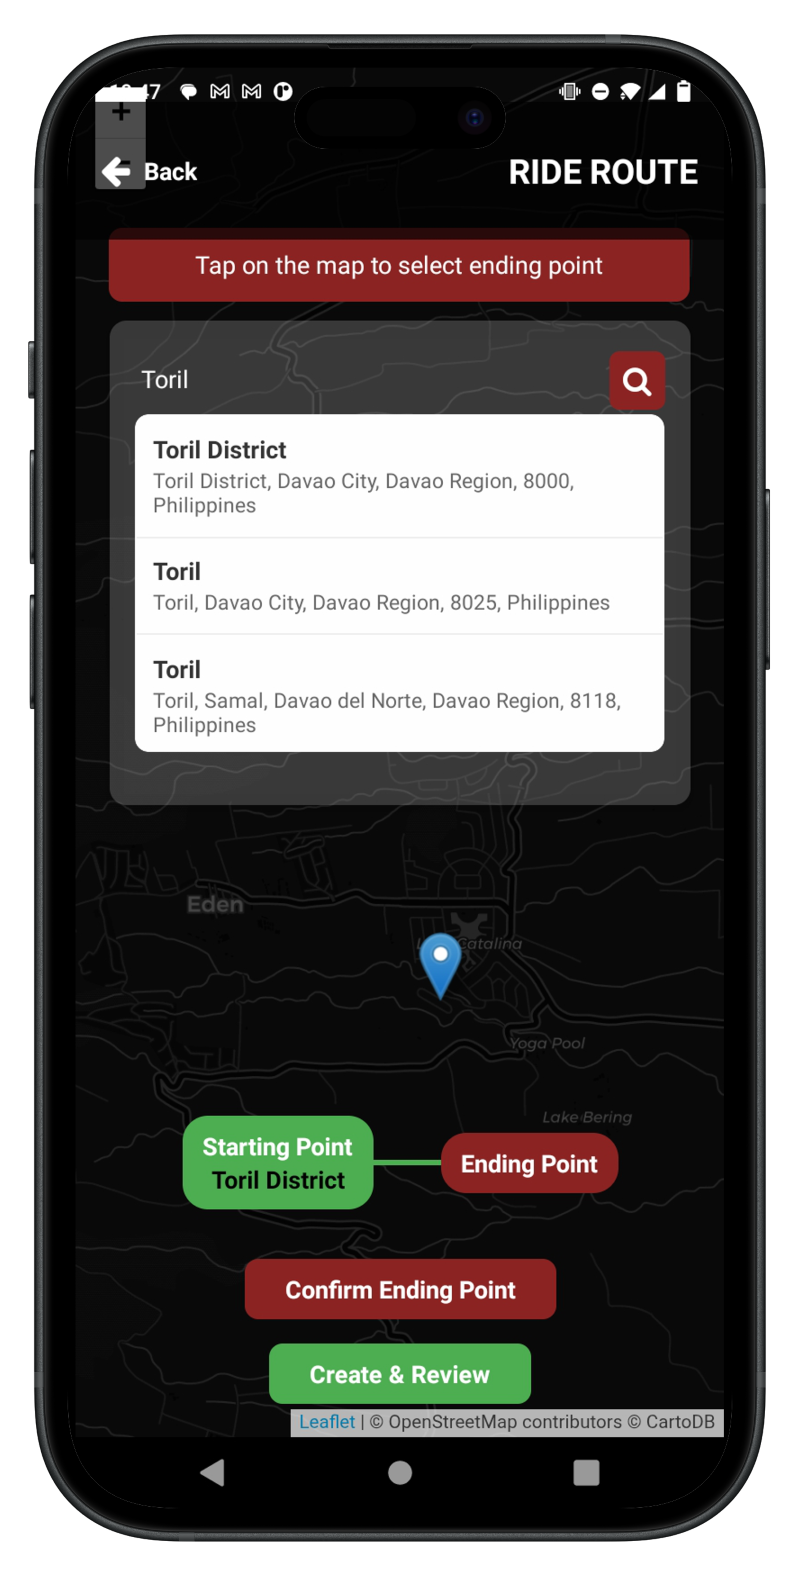 Back
RIDE ROUTE
Tap on the map to select ending point
Toril
Toril District
Toril District, Davao City, Davao Region, 8000,
Philippines
Toril
Toril, Davao City, Davao Region, 8025, Philippines
Toril
Toril, Samal, Davao del Norte, Davao Region, 8118,
Philippines
Eden
Catalina
Yoga Pool
Lake Bering
Starting Point
Toril District
Ending Point
Confirm Ending Point
Create & Review
Leaflet | © OpenStreetMap contributors © CartoDB